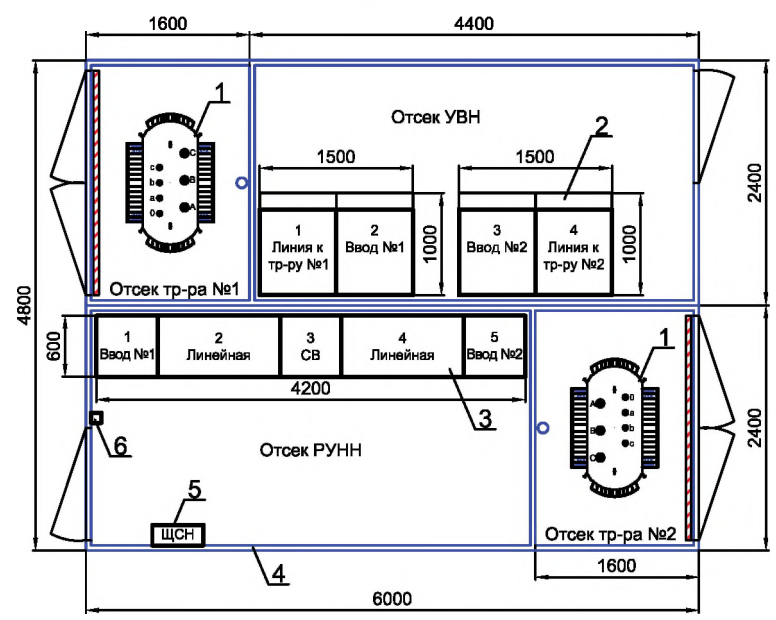 1600
4400
1
Отсек УВН
2
1500
1500
C
B
A
c
b
a
0
1
Линия к
тр-ру №1
2
Ввод №1
1000
3
Ввод №2
4
Линия к
тр-ру №2
1000
2400
Отсек тр-ра №1
4800
600
1
Ввод №1
2
Линейная
3
СВ
4
Линейная
5
Ввод №2
4200
3
1
A
B
C
0
a
b
c
2400
6
Отсек РУНН
5
ЩСН
4
Отсек тр-ра №2
1600
6000